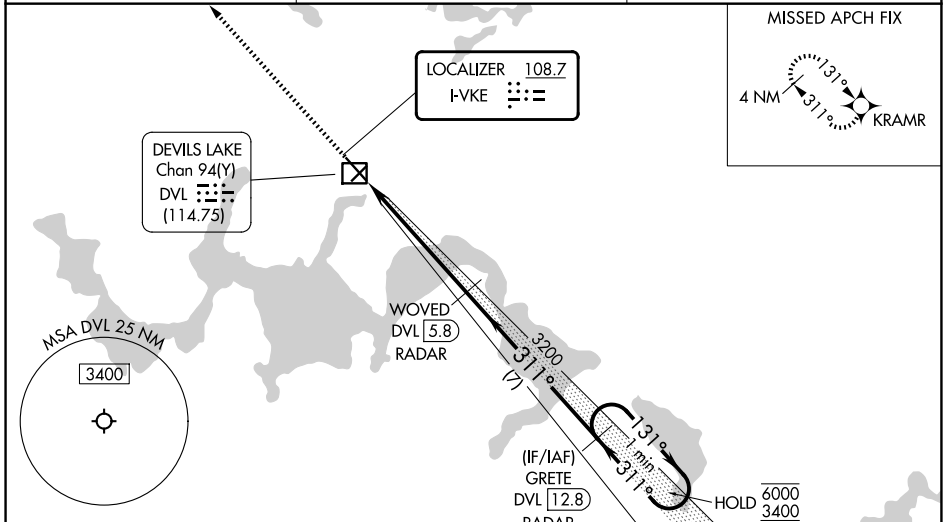 MISSED APCH FIX
131°
4 NM
311°
KRAMR
LOCALIZER 108.7
I-VKE
DEVILS LAKE
Chan 94(Y)
DVL
(114.75)
WOVED
DVL 5.8
RADAR
3200
311°
(7)
MSA DVL 25 NM
3400
131°
1 min
311°
(IF/IAF)
GRETE
DVL 12.8
RADAR
HOLD 6000
3400